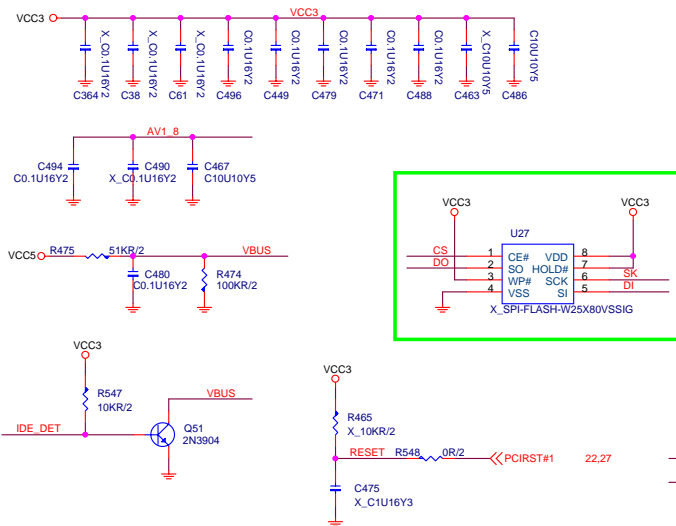 VCC3
VCC3
X_C0.1U16Y2
X_C0.1U16Y2
X_C0.1U16Y2
C0.1U16Y2
C0.1U16Y2
C0.1U16Y2
C0.1U16Y2
C0.1U16Y2
X_C10U10Y5
C10U10Y5
C364
C38
C61
C496
C449
C479
C471
C488
C463
C486
AV1_8
C494
C0.1U16Y2
C490
X_C0.1U16Y2
C467
C10U10Y5
VCC5
R475
51KR/2
VBUS
C480
C0.1U16Y2
R474
100KR/2
VCC3
VCC3
U27
CS
DO
1
2
3
4
CE#
SO
WP#
VSS
VDD
HOLD#
SCK
SI
8
7
6
5
SK
DI
X_SPI-FLASH-W25X80VSSIG
VCC3
R547
10KR/2
VBUS
IDE_DET
Q51
2N3904
VCC3
R465
X_10KR/2
RESET
R548
0R/2
PCIRST#1
22,27
C475
X_C1U16Y3